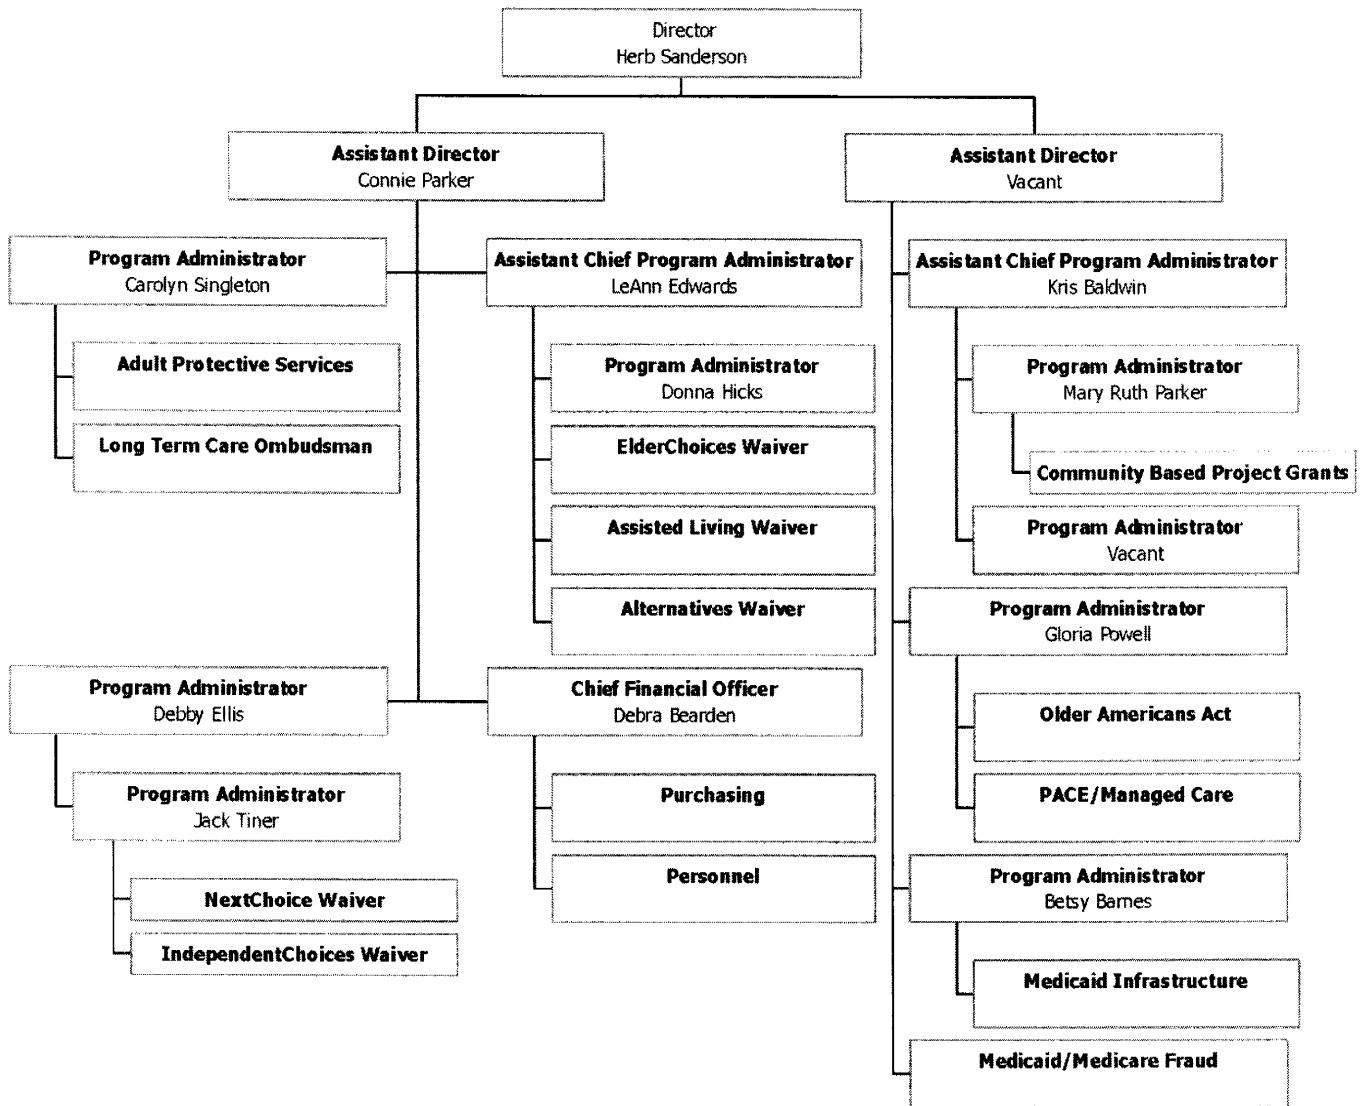 Director
Herb Sanderson
Assistant Director
Connie Parker
Assistant Director
Vacant
Program Administrator
Carolyn Singleton
Adult Protective Services
Long Term Care Ombudsman
Assistant Chief Program Administrator
LeAnn Edwards
Program Administrator
Donna Hicks
ElderChoices Waiver
Assisted Living Waiver
Alternatives Waiver
Program Administrator
Debby Ellis
Program Administrator
Jack Tiner
NextChoice Waiver
IndependentChoices Waiver
Chief Financial Officer
Debra Bearden
Purchasing
Personnel
Assistant Chief Program Administrator
Kris Baldwin
Program Administrator
Mary Ruth Parker
Community Based Project Grants
Program Administrator
Vacant
Program Administrator
Gloria Powell
Older Americans Act
PACE/Managed Care
Program Administrator
Betsy Barnes
Medicaid Infrastructure
Medicaid/Medicare Fraud